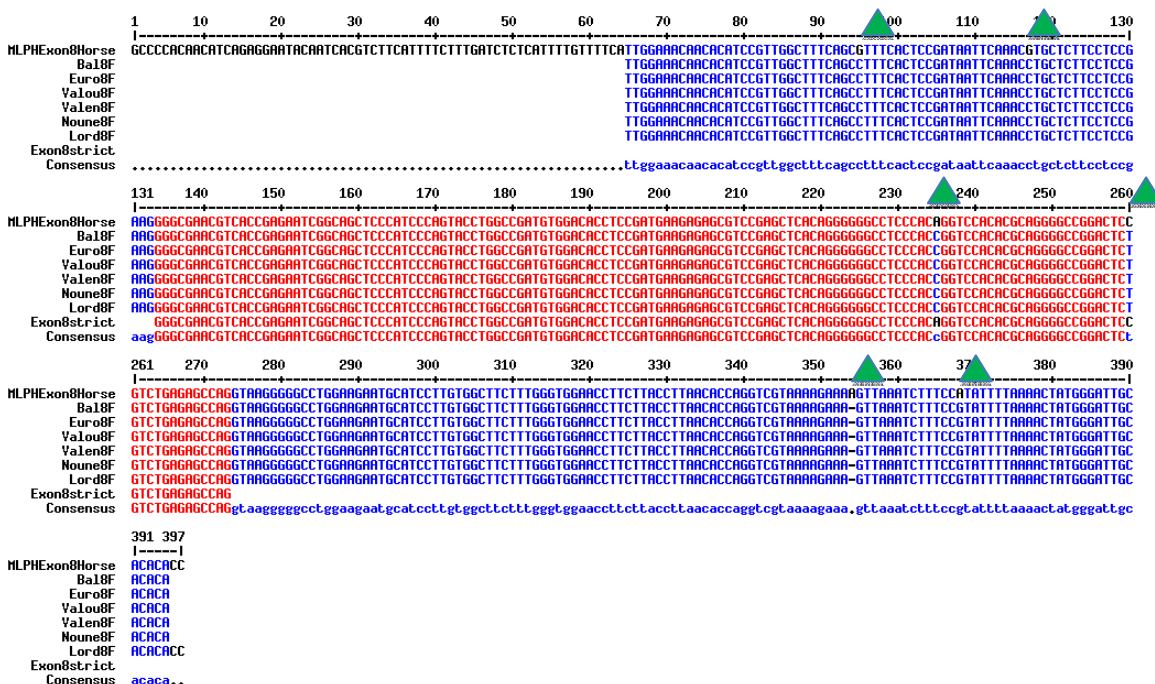 1 10 20 30 40 50 60 70 80 90 100 110 120 130
MLPHExon8Horse GCCCCACAACATCAGAGGAATACAATCACGTCTTCATTTTCTTTGATCTCTCATTTTGTTTTCATTGGAAACAACACATCCGTTGGCTTTCAGCGTTTCACTCCGATAATTCAAACGTGCTCTTCCTCCG
Bal8F TTGGAAACAACACATCCGTTGGCTTTCAGCCTTTCACTCCGATAATTCAAACCTGCTCTTCCTCCG
Euro8F TTGGAAACAACACATCCGTTGGCTTTCAGCCTTTCACTCCGATAATTCAAACCTGCTCTTCCTCCG
Valou8F TTGGAAACAACACATCCGTTGGCTTTCAGCCTTTCACTCCGATAATTCAAACCTGCTCTTCCTCCG
Valen8F TTGGAAACAACACATCCGTTGGCTTTCAGCCTTTCACTCCGATAATTCAAACCTGCTCTTCCTCCG
Noune8F TTGGAAACAACACATCCGTTGGCTTTCAGCCTTTCACTCCGATAATTCAAACCTGCTCTTCCTCCG
Lord8F TTGGAAACAACACATCCGTTGGCTTTCAGCCTTTCACTCCGATAATTCAAACCTGCTCTTCCTCCG
Exon8strict
Consensus ................................................................ttggaaacaacacatccgttggctttcagcctttcactccgataattcaaacctgctcttcctccg
131 140 150 160 170 180 190 200 210 220 230 240 250 260
MLPHExon8Horse AAGGGGCGAACGTCACCGAGAATCGGCAGCTCCCATCCCAGTACCTGGCCGATGTGGACACCTCCGATGAAGAGAGCGTCCGAGCTCACAGGGGGGCCTCCCACAGGTCCACACGCAGGGGCCGGACTCC
Bal8F AAGGGGCGAACGTCACCGAGAATCGGCAGCTCCCATCCCAGTACCTGGCCGATGTGGACACCTCCGATGAAGAGAGCGTCCGAGCTCACAGGGGGGCCTCCCACCGGTCCACACGCAGGGGCCGGACTCT
Euro8F AAGGGGCGAACGTCACCGAGAATCGGCAGCTCCCATCCCAGTACCTGGCCGATGTGGACACCTCCGATGAAGAGAGCGTCCGAGCTCACAGGGGGGCCTCCCACCGGTCCACACGCAGGGGCCGGACTCT
Valou8F AAGGGGCGAACGTCACCGAGAATCGGCAGCTCCCATCCCAGTACCTGGCCGATGTGGACACCTCCGATGAAGAGAGCGTCCGAGCTCACAGGGGGGCCTCCCACCGGTCCACACGCAGGGGCCGGACTCT
Valen8F AAGGGGCGAACGTCACCGAGAATCGGCAGCTCCCATCCCAGTACCTGGCCGATGTGGACACCTCCGATGAAGAGAGCGTCCGAGCTCACAGGGGGGCCTCCCACCGGTCCACACGCAGGGGCCGGACTCT
Noune8F AAGGGGCGAACGTCACCGAGAATCGGCAGCTCCCATCCCAGTACCTGGCCGATGTGGACACCTCCGATGAAGAGAGCGTCCGAGCTCACAGGGGGGCCTCCCACCGGTCCACACGCAGGGGCCGGACTCT
Lord8F AAGGGGCGAACGTCACCGAGAATCGGCAGCTCCCATCCCAGTACCTGGCCGATGTGGACACCTCCGATGAAGAGAGCGTCCGAGCTCACAGGGGGGCCTCCCACCGGTCCACACGCAGGGGCCGGACTCT
Exon8strict GGGCGAACGTCACCGAGAATCGGCAGCTCCCATCCCAGTACCTGGCCGATGTGGACACCTCCGATGAAGAGAGCGTCCGAGCTCACAGGGGGGCCTCCCACAGGTCCACACGCAGGGGCCGGACTCC
Consensus aagGGGCGAACGTCACCGAGAATCGGCAGCTCCCATCCCAGTACCTGGCCGATGTGGACACCTCCGATGAAGAGAGCGTCCGAGCTCACAGGGGGGCCTCCCACcGGTCCACACGCAGGGGCCGGACTCt
261 270 280 290 300 310 320 330 340 350 360 370 380 390
MLPHExon8Horse GTCTGAGAGCCAGGTAAGGGGGCCTGGAAGAATGCATCCTTGTGGCTTCTTTGGGTGGAACCTTCTTACCTTAACACCAGGTCGTAAAAGAAAAGTTAAATCTTTCCATATTTTAAAACTATGGGATTGC
Bal8F GTCTGAGAGCCAGGTAAGGGGGCCTGGAAGAATGCATCCTTGTGGCTTCTTTGGGTGGAACCTTCTTACCTTAACACCAGGTCGTAAAAGAAA-GTTAAATCTTTCCGTATTTTAAAACTATGGGATTGC
Euro8F GTCTGAGAGCCAGGTAAGGGGGCCTGGAAGAATGCATCCTTGTGGCTTCTTTGGGTGGAACCTTCTTACCTTAACACCAGGTCGTAAAAGAAA-GTTAAATCTTTCCGTATTTTAAAACTATGGGATTGC
Valou8F GTCTGAGAGCCAGGTAAGGGGGCCTGGAAGAATGCATCCTTGTGGCTTCTTTGGGTGGAACCTTCTTACCTTAACACCAGGTCGTAAAAGAAA-GTTAAATCTTTCCGTATTTTAAAACTATGGGATTGC
Valen8F GTCTGAGAGCCAGGTAAGGGGGCCTGGAAGAATGCATCCTTGTGGCTTCTTTGGGTGGAACCTTCTTACCTTAACACCAGGTCGTAAAAGAAA-GTTAAATCTTTCCGTATTTTAAAACTATGGGATTGC
Noune8F GTCTGAGAGCCAGGTAAGGGGGCCTGGAAGAATGCATCCTTGTGGCTTCTTTGGGTGGAACCTTCTTACCTTAACACCAGGTCGTAAAAGAAA-GTTAAATCTTTCCGTATTTTAAAACTATGGGATTGC
Lord8F GTCTGAGAGCCAGGTAAGGGGGCCTGGAAGAATGCATCCTTGTGGCTTCTTTGGGTGGAACCTTCTTACCTTAACACCAGGTCGTAAAAGAAA-GTTAAATCTTTCCGTATTTTAAAACTATGGGATTGC
Exon8strict GTCTGAGAGCCAG
Consensus GTCTGAGAGCCAGgtaagggggcctggaagaatgcatccttgtggcttctttgggtggaaccttcttaccttaacaccaggtcgtaaaagaaa.gttaaatctttccgtattttaaaactatgggattgc
391 397
MLPHExon8Horse ACACACC
Bal8F ACACA
Euro8F ACACA
Valou8F ACACA
Valen8F ACACA
Noune8F ACACA
Lord8F ACACACC
Exon8strict
Consensus acaca..